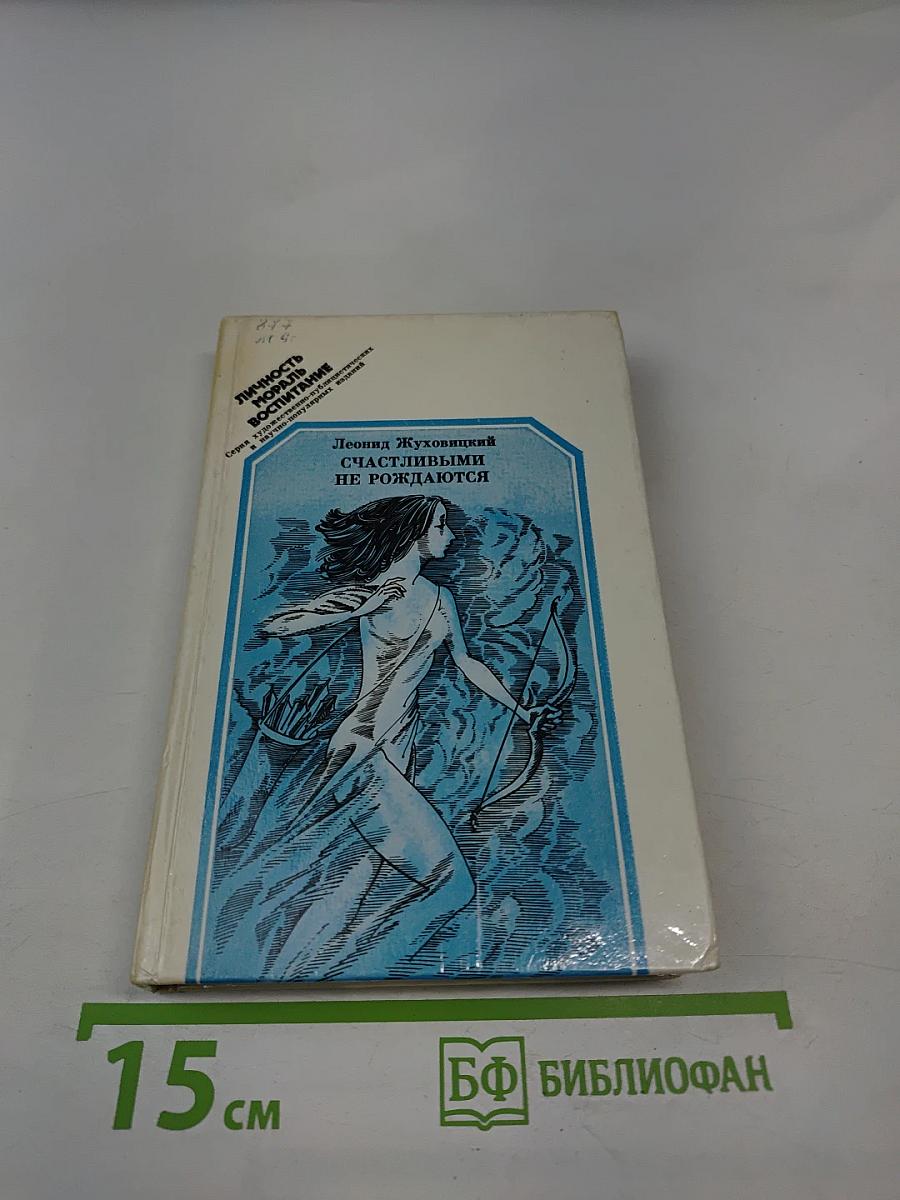 ЛИЧНОСТЬ
МОРАЛЬ
ВОСПИТАНИЕ
Серия художественно-публицистических
и научно-популярных изданий
Леонид Жуховицкий
СЧАСТЛИВЫМИ
НЕ РОЖДАЮТСЯ
15 СМ
БФ БИБЛИОФАН